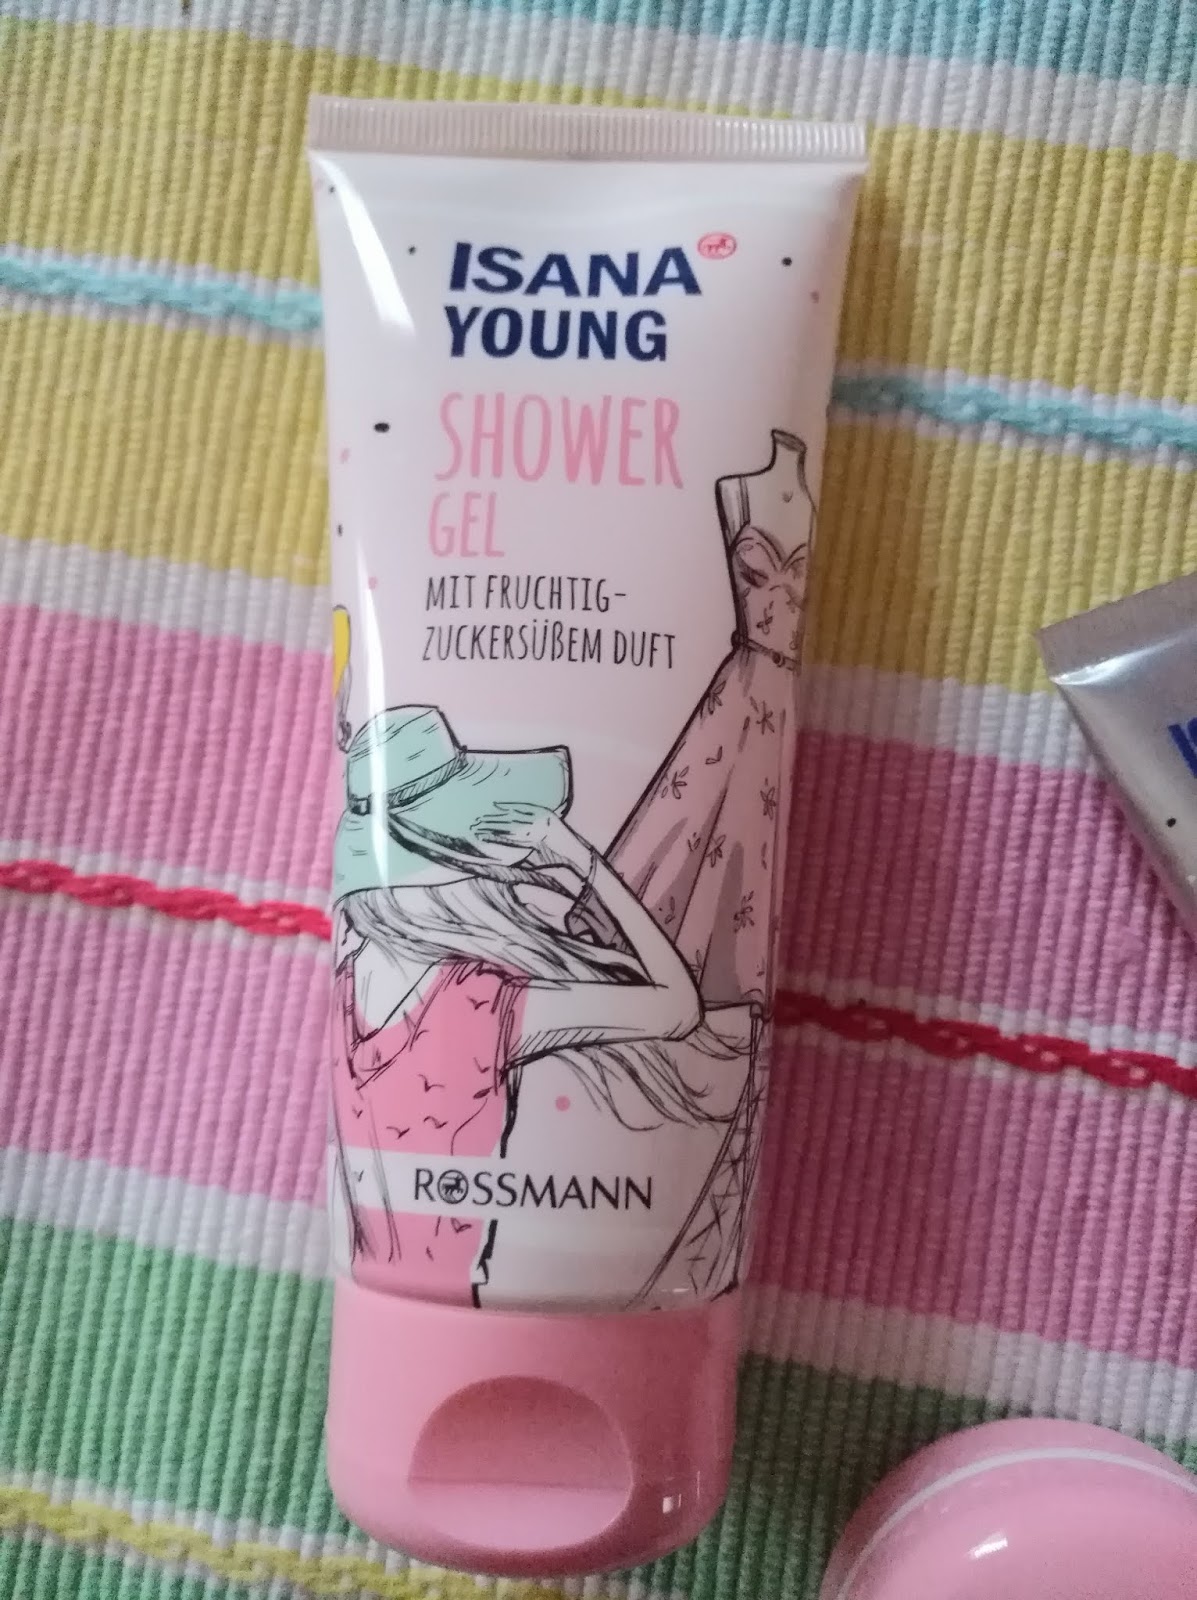 ISANA
YOUNG
SHOWER
GEL
MIT FRUCHTIG-
ZUCKERSÜßEM DUFT
ROSSMANN